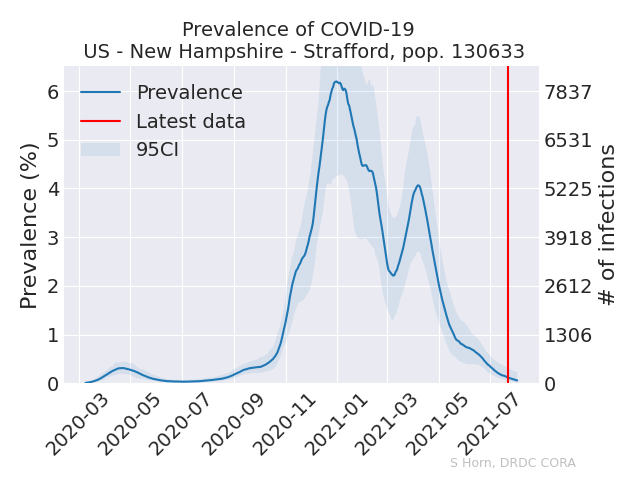 Prevalence of COVID-19
US - New Hampshire - Strafford, pop. 130633
Prevalence
Latest data
95CI
Prevalence (%)
6
5
4
3
2
1
0
7837
6531
5225
3918
2612
1306
0
# of infections
2020-03
2020-05
2020-07
2020-09
2020-11
2021-01
2021-03
2021-05
2021-07
S Horn, DRDC CORA